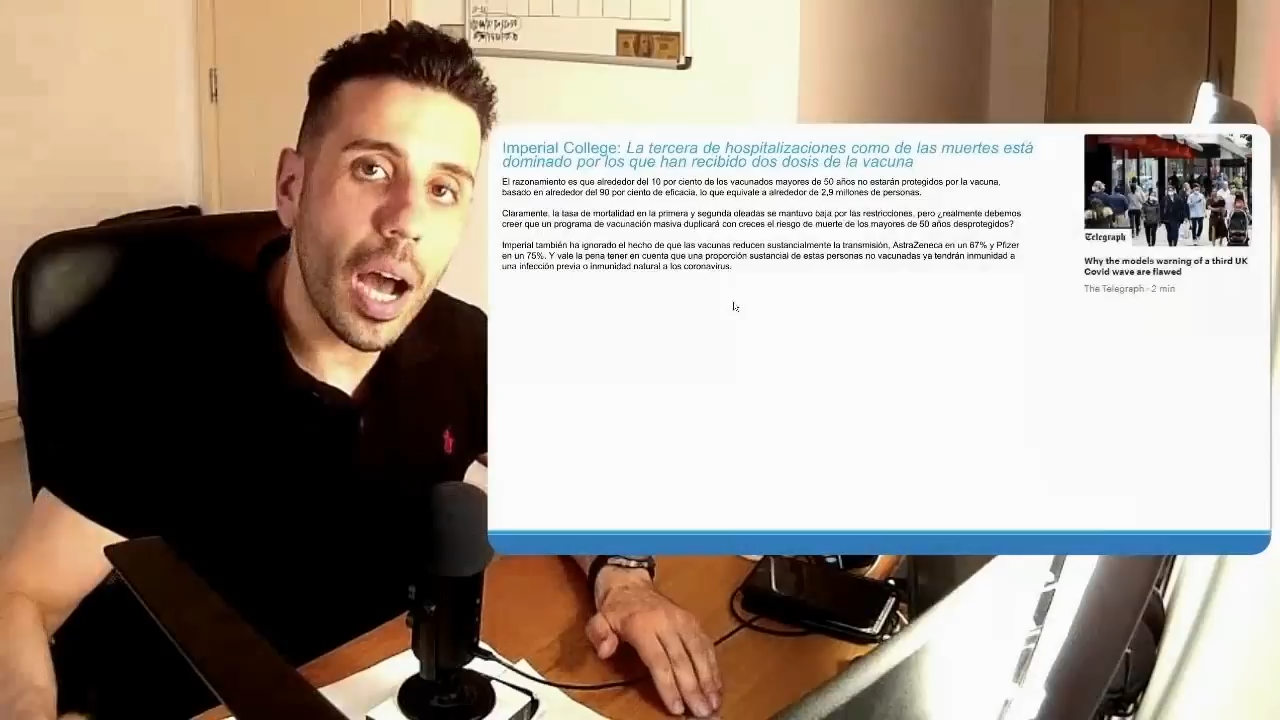 Imperial College: La tercera de hospitalizaciones como de las muertes está
dominado por los que han recibido dos dosis de la vacuna
El razonamiento es que alrededor del 10 por ciento de los vacunados mayores de 50 años no estarán protegidos por la vacuna,
basado en alrededor del 90 por ciento de eficacia, lo que equivale a alrededor de 2,9 millones de personas.
Claramente, la tasa de mortalidad en la primera y segunda oleadas se mantuvo baja por las restricciones, pero ¿realmente debemos
creer que un programa de vacunación masiva duplicará con creces el riesgo de muerte de los mayores de 50 años desprotegidos?
Imperial también ha ignorado el hecho de que las vacunas reducen sustancialmente la transmisión, AstraZeneca en un 67% y Pfizer
en un 75%. Y vale la pena tener en cuenta que una proporción sustancial de estas personas no vacunadas ya tendrán inmunidad a
una infección previa o inmunidad natural a los coronavirus.
Telegraph
Why the models warning of a third UK
Covid wave are flawed
The Telegraph · 2 min